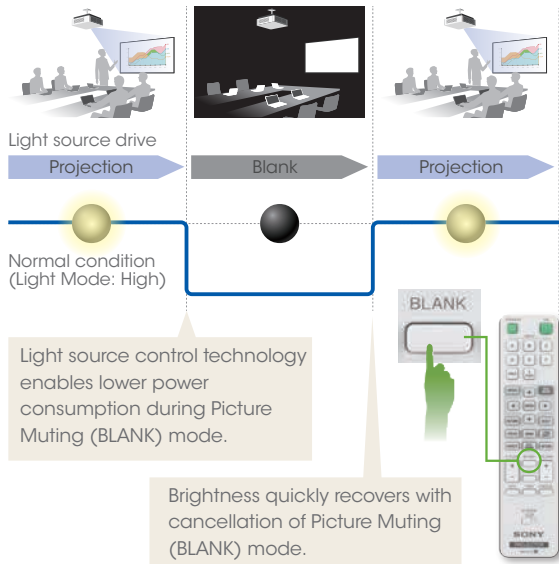 Light source drive
Projection
Blank
Projection
Normal condition
(Light Mode: High)
BLANK
Light source control technology
enables lower power
consumption during Picture
Muting (BLANK) mode.
Brightness quickly recovers with
cancellation of Picture Muting
(BLANK) mode.
SONY